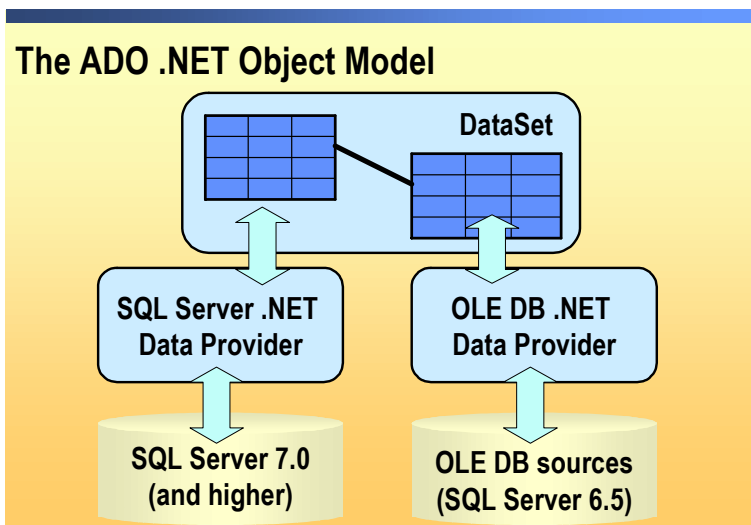 The ADO .NET Object Model
DataSet
SQL Server .NET
Data Provider
OLE DB .NET
Data Provider
SQL Server 7.0
(and higher)
OLE DB sources
(SQL Server 6.5)